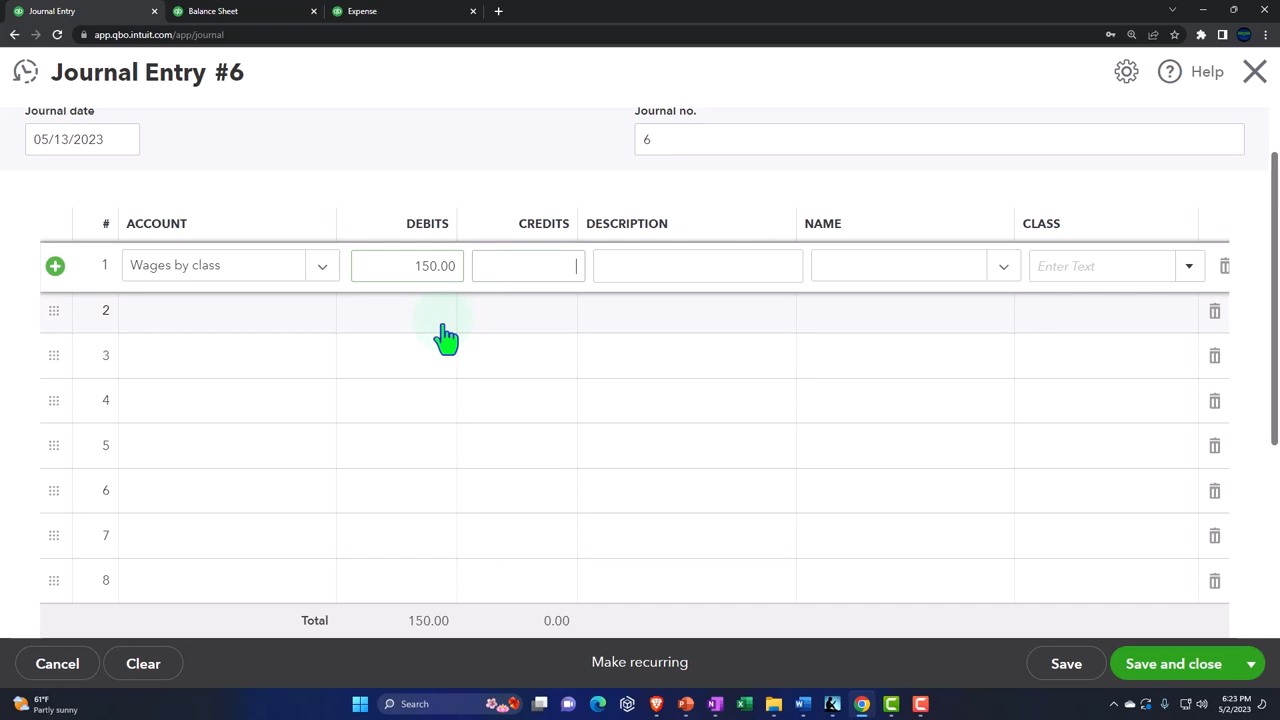 Journal Entry
Balance Sheet
Expense
app.qbo.intuit.com/app/journal
Journal Entry #6
Help
Journal date
Journal no.
05/13/2023
6
# ACCOUNT DEBITS CREDITS DESCRIPTION NAME CLASS
1 Wages by class 150.00 Enter Text
2
3
4
5
6
7
8
Total 150.00 0.00
Cancel Clear Make recurring Save Save and close
61°F
Partly sunny
Search
6:23 PM
5/2/2023